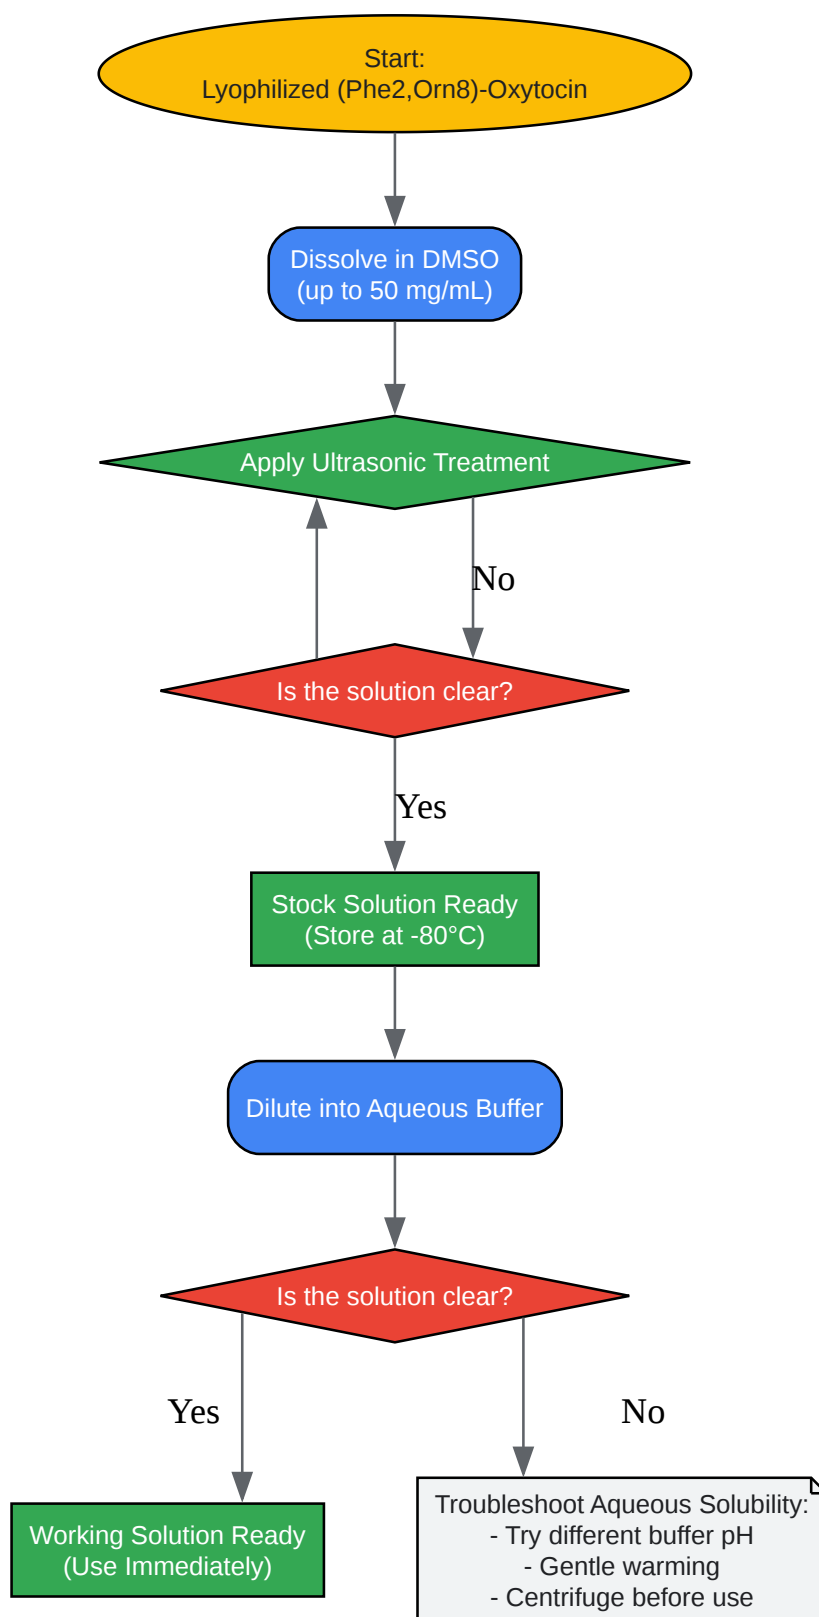 Start:
Lyophilized (Phe2,Orn8)-Oxytocin
Dissolve in DMSO
(up to 50 mg/mL)
Apply Ultrasonic Treatment
No
Is the solution clear?
Yes
Stock Solution Ready
(Store at -80°C)
Dilute into Aqueous Buffer
Is the solution clear?
Yes
No
Working Solution Ready
(Use Immediately)
Troubleshoot Aqueous Solubility:
- Try different buffer pH
- Gentle warming
- Centrifuge before use